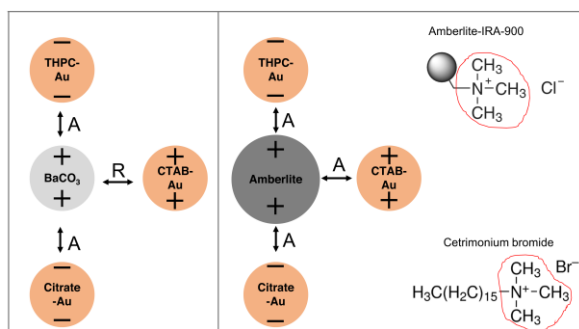 THPC-
Au
A
+
BaCO₃
+
R
+
CTAB-
Au
+
A
Citrate
-Au
THPC-
Au
A
+
Amberlite
+
A
+
CTAB-
Au
+
A
Citrate
-Au
Amberlite-IRA-900
CH₃
N⁺-CH₃
CH₃
Cl⁻
Cetrimonium bromide
Br⁻
CH₃
H₃C(H₂C)₁₅-N⁺-CH₃
CH₃